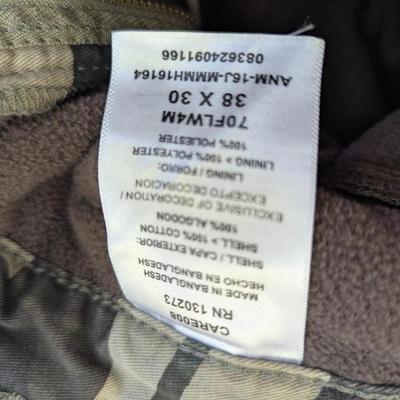 CARE008
RN 130273
MADE IN BANGLADESH
HECHO EN BANGLADESH
SHELL / CAPA EXTERIOR:
SHELL > 100% COTTON
100% ALGODON
EXCLUSIVE OF DECORATION /
EXCEPTO DECORACION
LINING / FORRO:
LINING > 100% POLYESTER
100% POLIESTER
70FLW4M
38 X 30
ANM-16J-MMMH16164
0836240911166